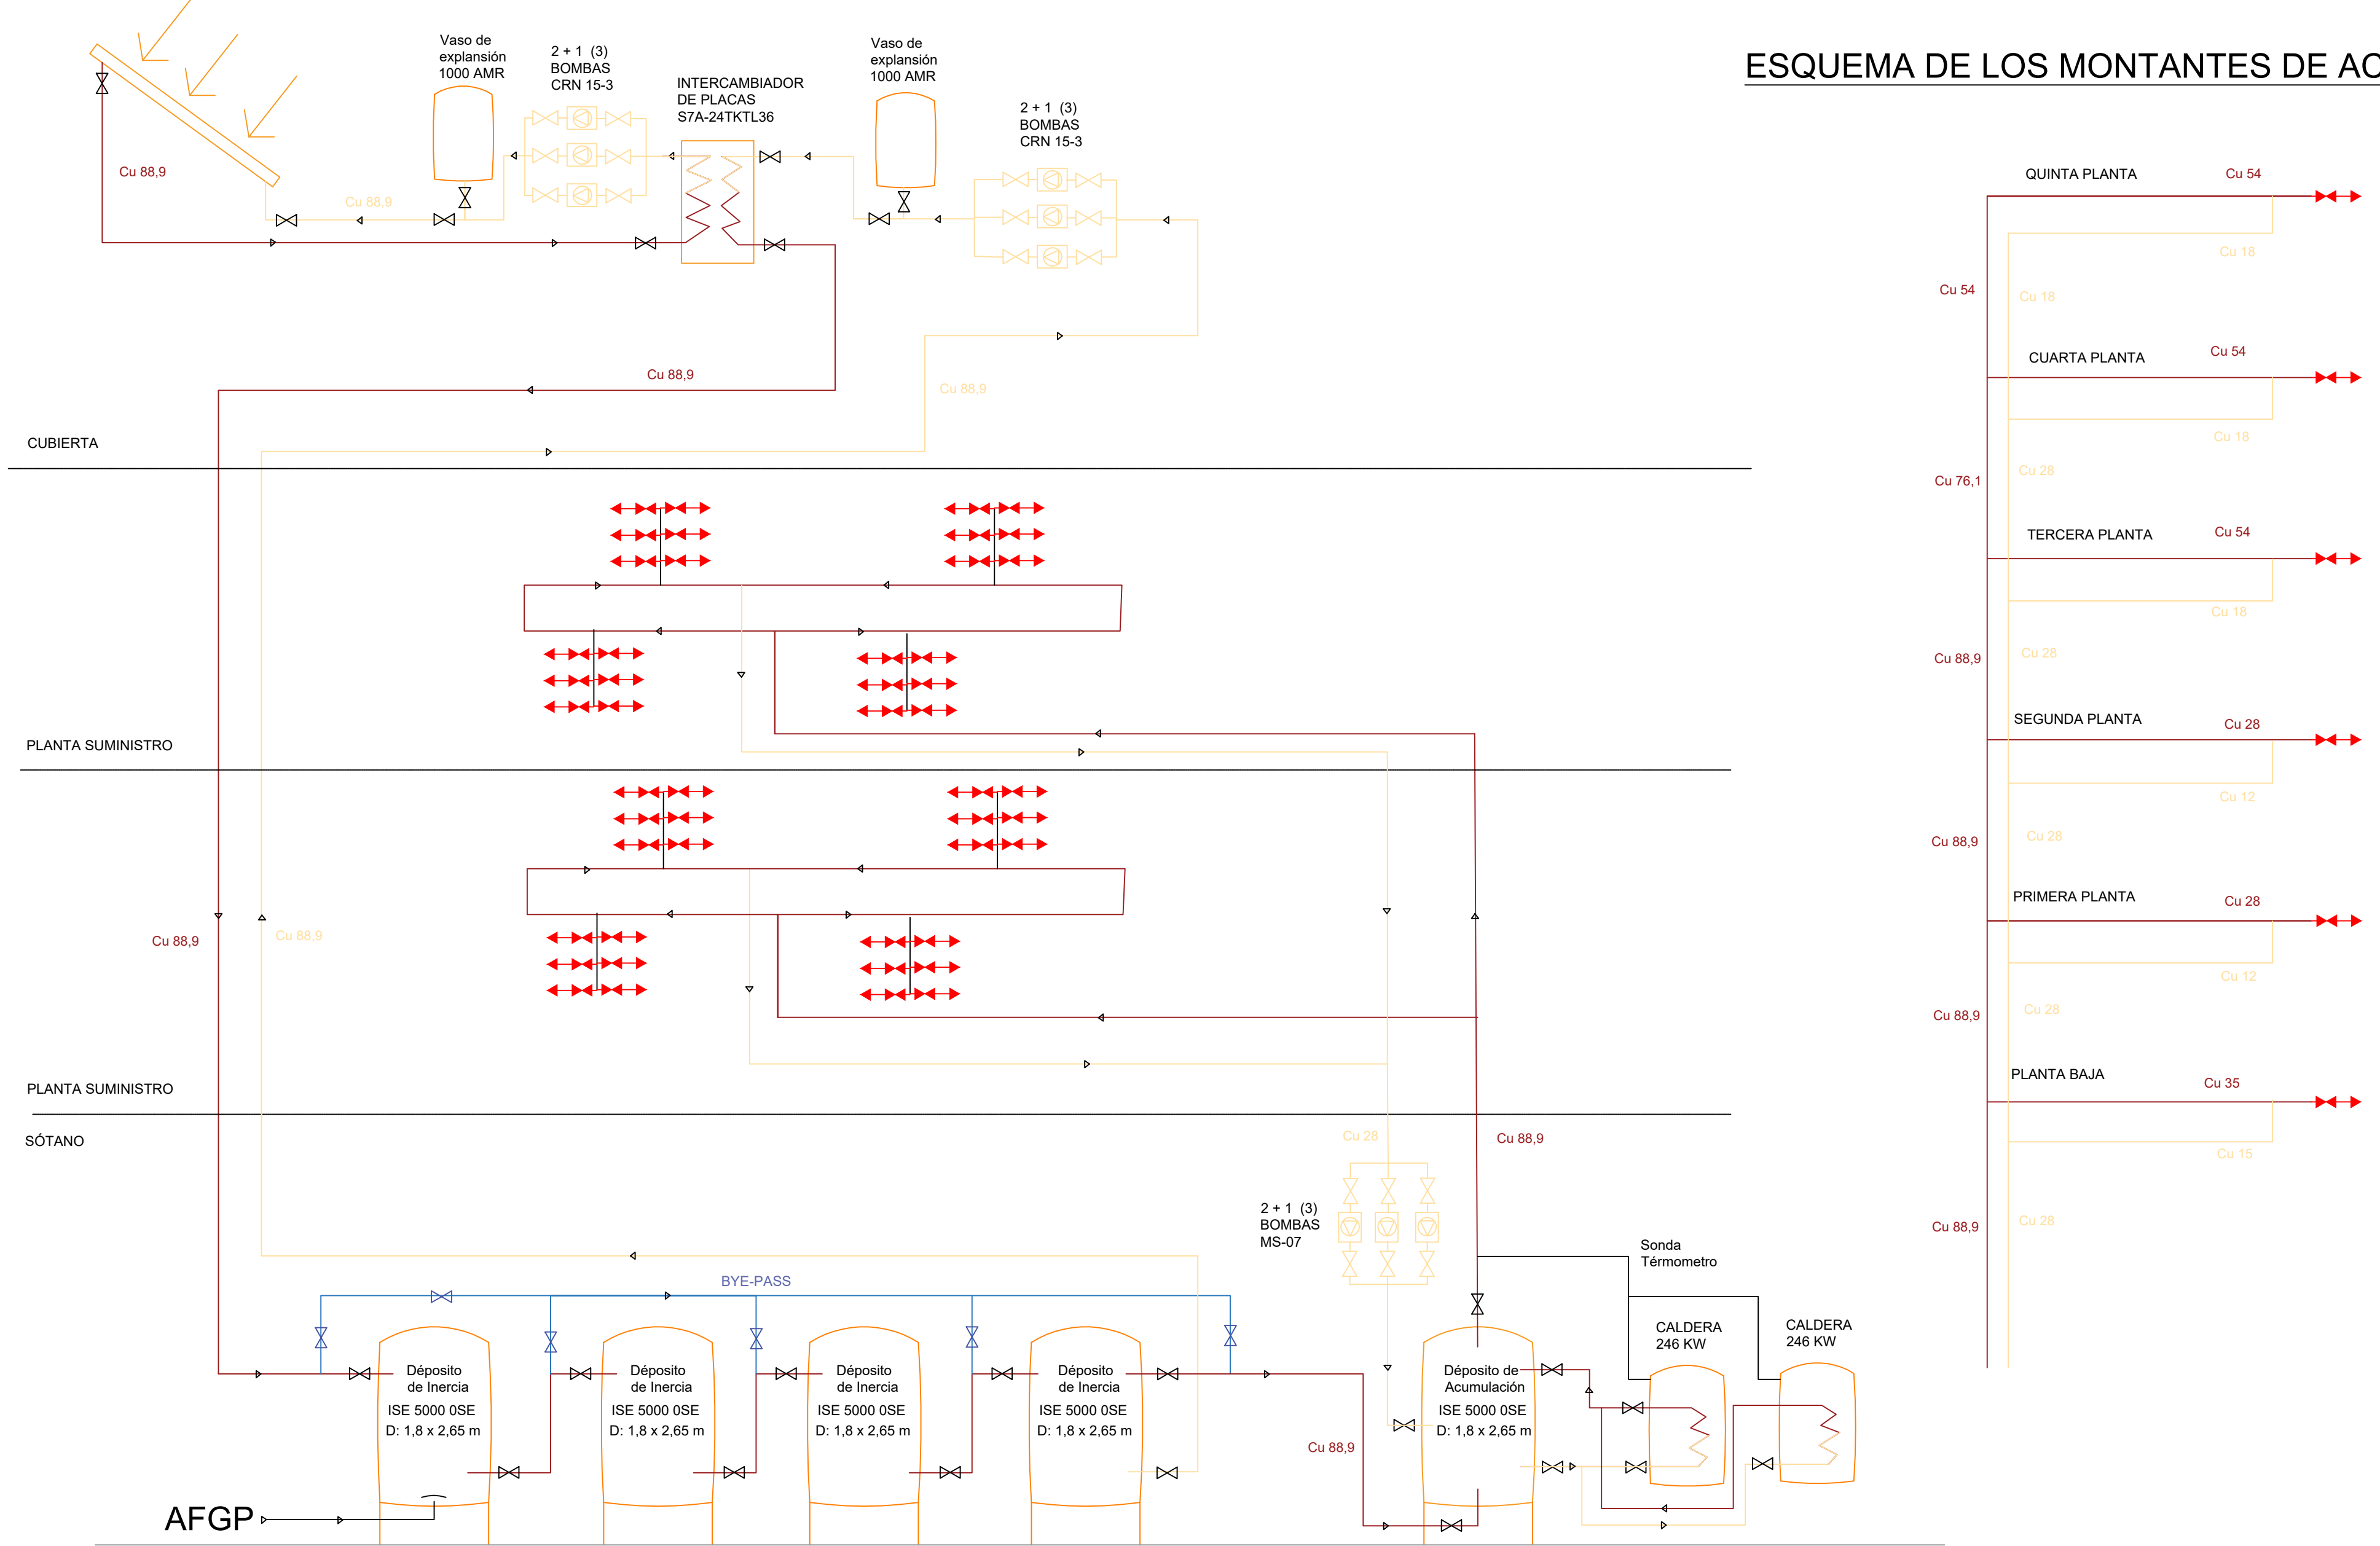 Vaso de
explansión
1000 AMR
2 + 1 (3)
BOMBAS
CRN 15-3
INTERCAMBIADOR
DE PLACAS
S7A-24TKTL36
Vaso de
explansión
1000 AMR
2 + 1 (3)
BOMBAS
CRN 15-3
Cu 88,9
Cu 88,9
Cu 88,9
Cu 88,9
CUBIERTA
PLANTA SUMINISTRO
Cu 88,9
Cu 88,9
PLANTA SUMINISTRO
SÓTANO
Cu 28
Cu 88,9
2 + 1 (3)
BOMBAS
MS-07
Sonda
Térmometro
BYE-PASS
CALDERA
246 KW
CALDERA
246 KW
Déposito
de Inercia
ISE 5000 0SE
D: 1,8 x 2,65 m
Déposito
de Inercia
ISE 5000 0SE
D: 1,8 x 2,65 m
Déposito
de Inercia
ISE 5000 0SE
D: 1,8 x 2,65 m
Déposito
de Inercia
ISE 5000 0SE
D: 1,8 x 2,65 m
Cu 88,9
Déposito de
Acumulación
ISE 5000 0SE
D: 1,8 x 2,65 m
AFGP
ESQUEMA DE LOS MONTANTES DE AC
QUINTA PLANTA
Cu 54
Cu 18
Cu 54
Cu 18
CUARTA PLANTA
Cu 54
Cu 18
Cu 76,1
Cu 28
TERCERA PLANTA
Cu 54
Cu 18
Cu 88,9
Cu 28
SEGUNDA PLANTA
Cu 28
Cu 12
Cu 88,9
Cu 28
PRIMERA PLANTA
Cu 28
Cu 12
Cu 88,9
Cu 28
PLANTA BAJA
Cu 35
Cu 15
Cu 88,9
Cu 28